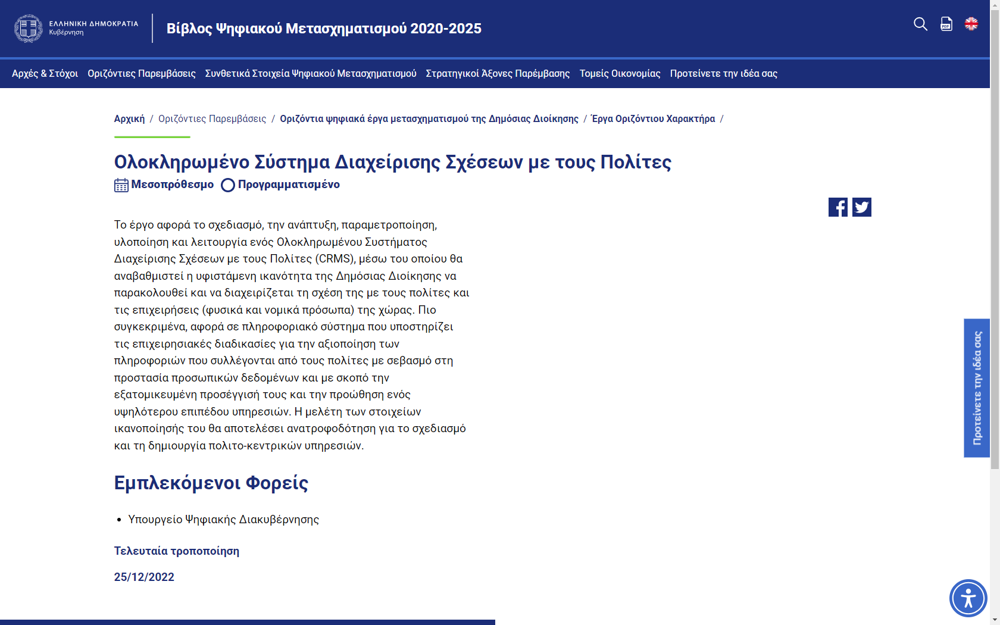 ΕΛΛΗΝΙΚΗ ΔΗΜΟΚΡΑΤΙΑ
Κυβέρνηση
Βίβλος Ψηφιακού Μετασχηματισμού 2020-2025
PDF
Αρχές & Στόχοι Οριζόντιες Παρεμβάσεις Συνθετικά Στοιχεία Ψηφιακού Μετασχηματισμού Στρατηγικοί Άξονες Παρέμβασης Τομείς Οικονομίας Προτείνετε την ιδέα σας
Αρχική / Οριζόντιες Παρεμβάσεις / Οριζόντια ψηφιακά έργα μετασχηματισμού της Δημόσιας Διοίκησης / Έργα Οριζόντιου Χαρακτήρα /
Ολοκληρωμένο Σύστημα Διαχείρισης Σχέσεων με τους Πολίτες
Μεσοπρόθεσμο Προγραμματισμένο
Το έργο αφορά το σχεδιασμό, την ανάπτυξη, παραμετροποίηση,
υλοποίηση και λειτουργία ενός Ολοκληρωμένου Συστήματος
Διαχείρισης Σχέσεων με τους Πολίτες (CRMS), μέσω του οποίου θα
αναβαθμιστεί η υφιστάμενη ικανότητα της Δημόσιας Διοίκησης να
παρακολουθεί και να διαχειρίζεται τη σχέση της με τους πολίτες και
τις επιχειρήσεις (φυσικά και νομικά πρόσωπα) της χώρας. Πιο
συγκεκριμένα, αφορά σε πληροφοριακό σύστημα που υποστηρίζει
τις επιχειρησιακές διαδικασίες για την αξιοποίηση των
πληροφοριών που συλλέγονται από τους πολίτες με σεβασμό στη
προστασία προσωπικών δεδομένων και με σκοπό την
εξατομικευμένη προσέγγισή τους και την προώθηση ενός
υψηλότερου επιπέδου υπηρεσιών. Η μελέτη των στοιχείων
ικανοποίησής του θα αποτελέσει ανατροφοδότηση για το σχεδιασμό
και τη δημιουργία πολιτο-κεντρικών υπηρεσιών.
Προτείνετε την ιδέα σας
Εμπλεκόμενοι Φορείς
Υπουργείο Ψηφιακής Διακυβέρνησης
Τελευταία τροποποίηση
25/12/2022